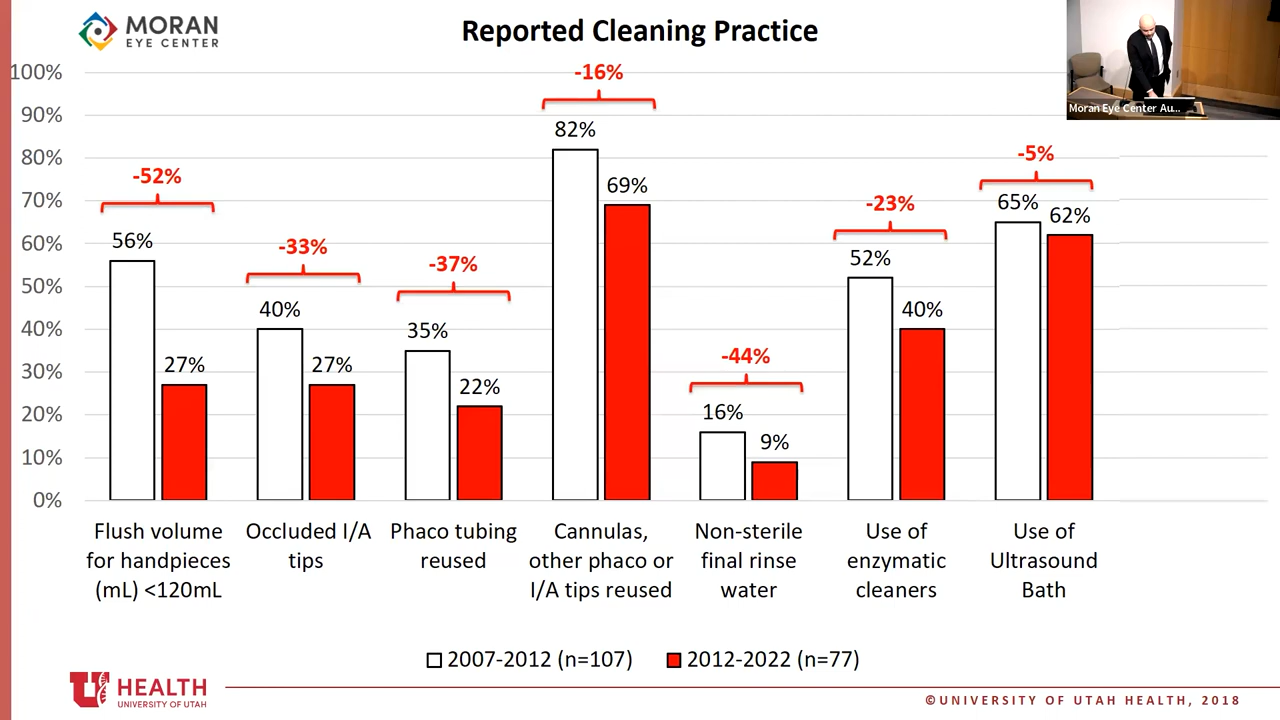 MORAN
EYE CENTER
Reported Cleaning Practice
Moran Eye Center Au...
100%
90%
80%
70%
60%
50%
40%
30%
20%
10%
0%
-52%
56%
27%
-33%
40%
27%
-37%
35%
22%
-16%
82%
69%
-44%
16%
9%
-23%
52%
40%
-5%
65%
62%
Flush volume
for handpieces
(mL) <120mL
Occluded I/A
tips
Phaco tubing
reused
Cannulas,
other phaco or
I/A tips reused
Non-sterile
final rinse
water
Use of
enzymatic
cleaners
Use of
Ultrasound
Bath
2007-2012 (n=107)
2012-2022 (n=77)
U HEALTH
UNIVERSITY OF UTAH
©UNIVERSITY OF UTAH HEALTH, 2018